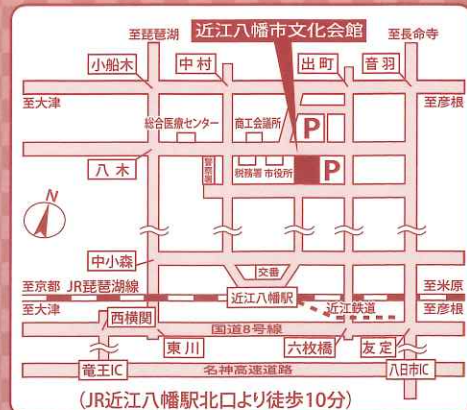 近江八幡市文化会館
至琵琶湖
至長命寺
小船木
中村
出町
音羽
至大津
至彦根
総合医療センター
商工会議所
P
八木
警察署
税務署
市役所
P
N
中小森
交番
至京都
JR琵琶湖線
近江八幡駅
至米原
至大津
近江鉄道
至彦根
西横関
国道8号線
東川
六枚橋
友定
竜王IC
名神高速道路
八日市IC
(JR近江八幡駅北口より徒歩10分)